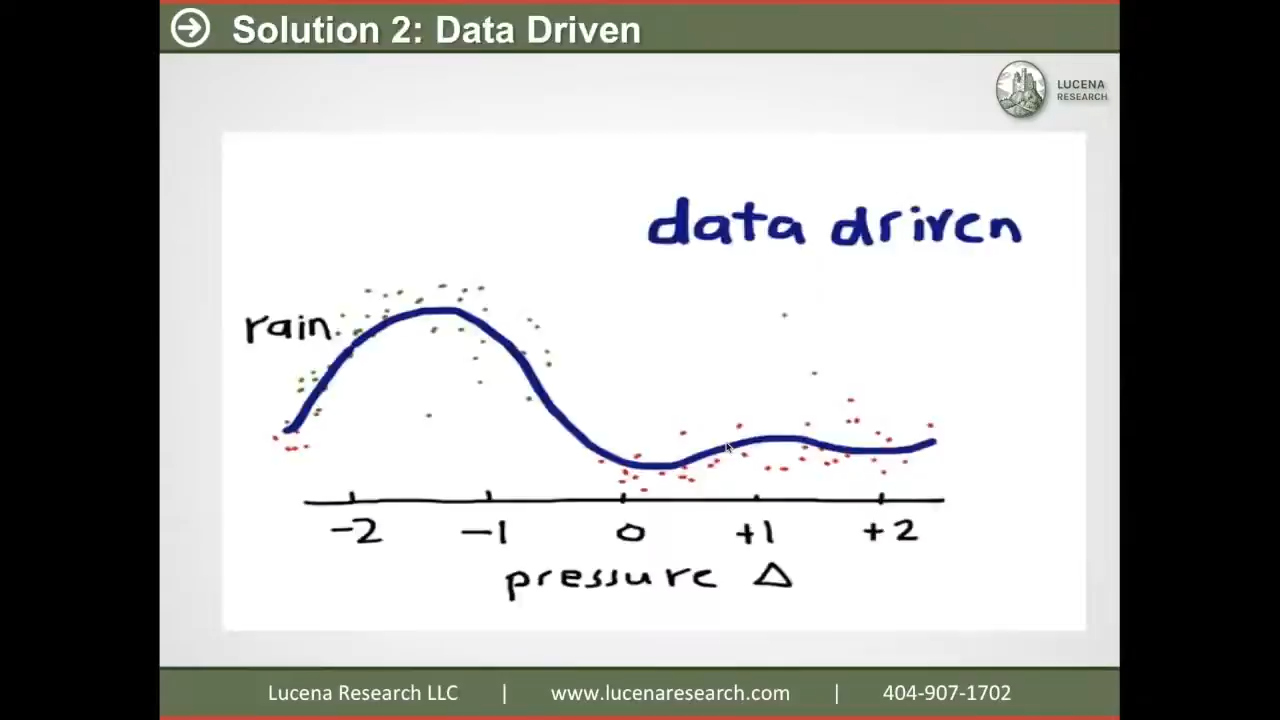 Solution 2: Data Driven
LUCENA
RESEARCH
data driven
rain
-2 -1 0 +1 +2
pressure Δ
Lucena Research LLC | www.lucenaresearch.com | 404-907-1702